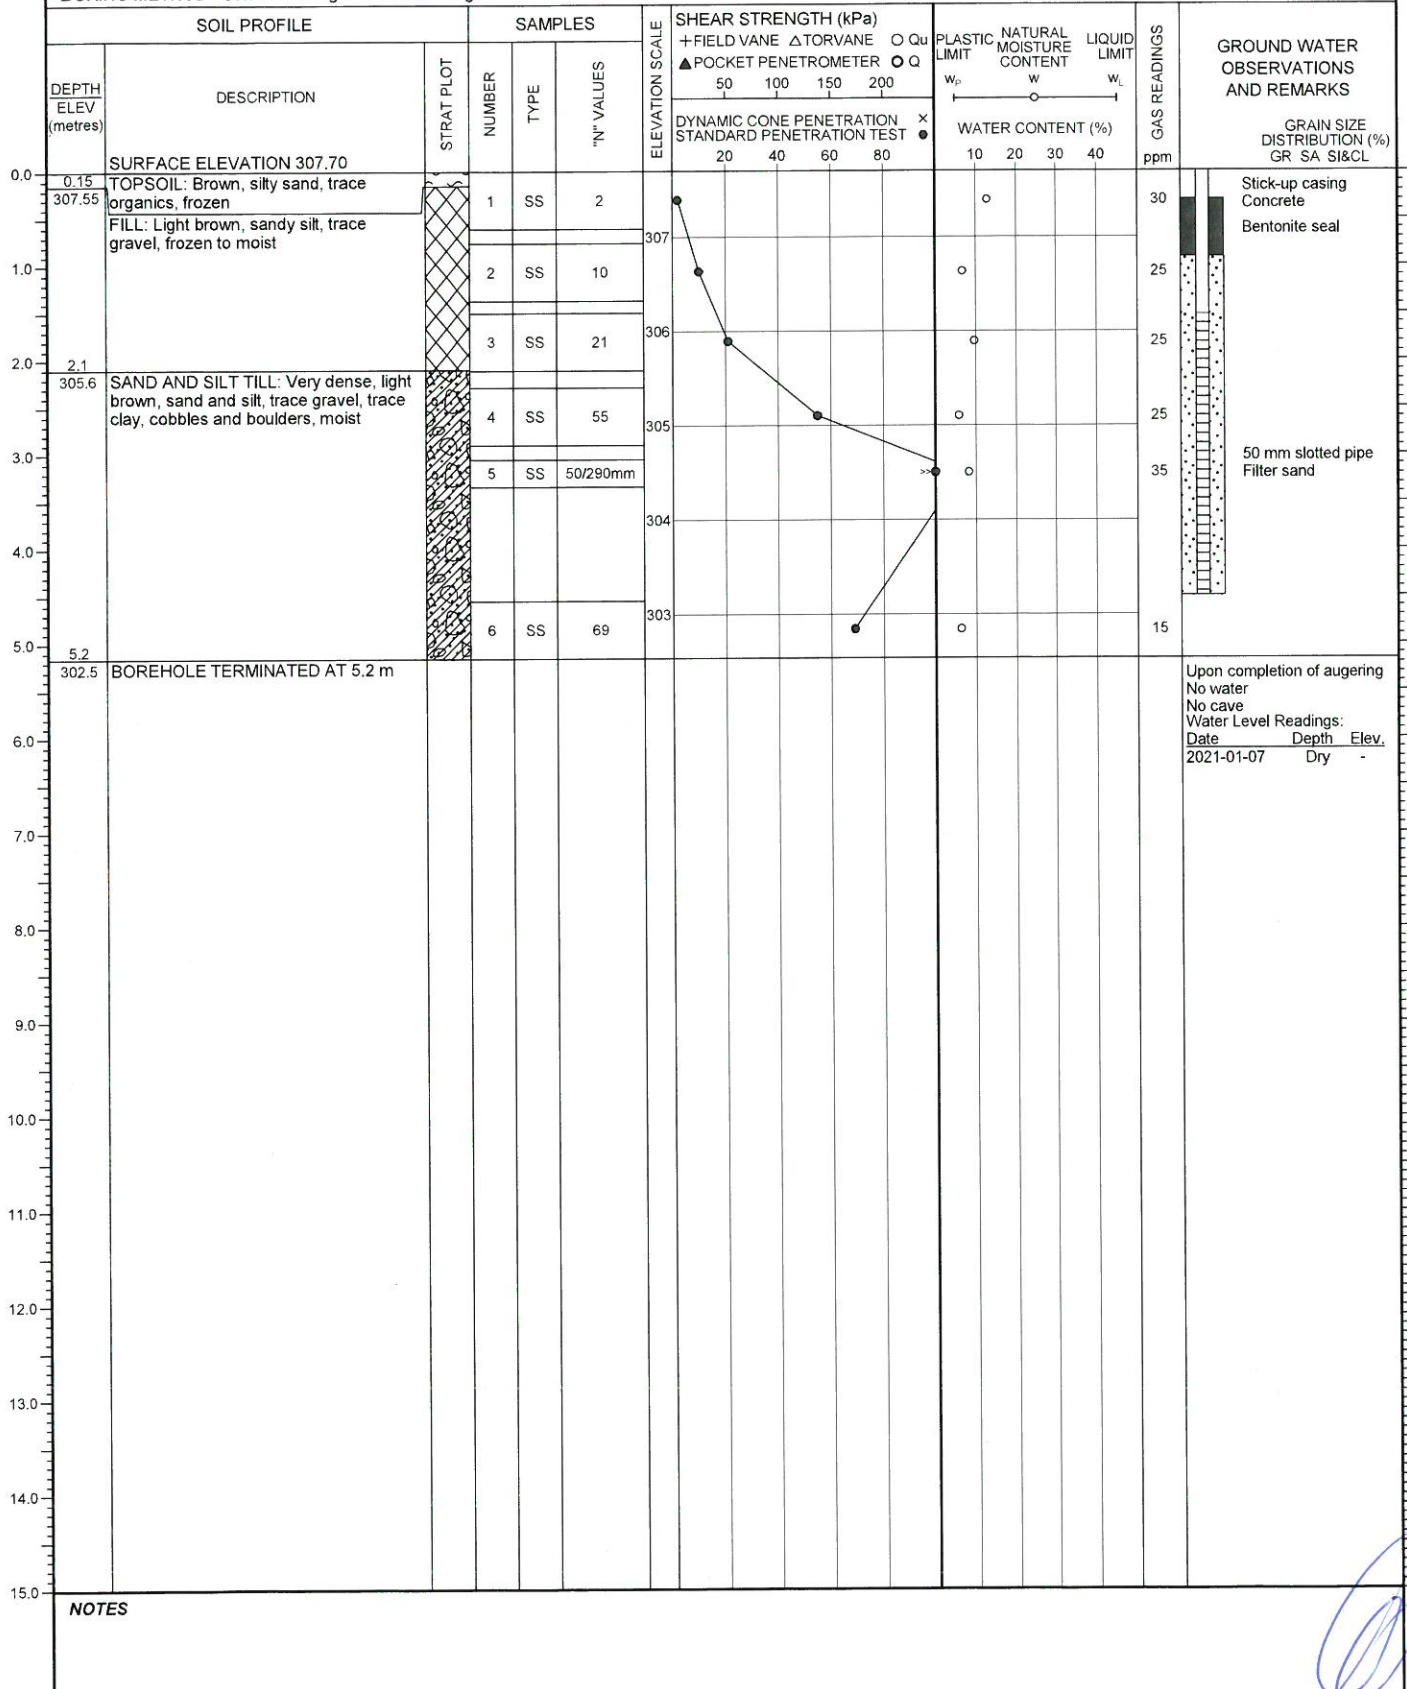 SOIL PROFILE
SAMPLES
ELEVATION SCALE
SHEAR STRENGTH (kPa)
+ FIELD VANE △ TORVANE ○ Qu
▲ POCKET PENETROMETER O Q
50 100 150 200
DYNAMIC CONE PENETRATION ×
STANDARD PENETRATION TEST ●
20 40 60 80
PLASTIC LIMIT
NATURAL MOISTURE CONTENT
LIQUID LIMIT
WP W WL
WATER CONTENT (%)
10 20 30 40
GAS READINGS
ppm
GROUND WATER
OBSERVATIONS
AND REMARKS
GRAIN SIZE
DISTRIBUTION (%)
GR SA SI&CL
DEPTH
ELEV
(metres)
DESCRIPTION
STRAT PLOT
NUMBER
TYPE
"N" VALUES
SURFACE ELEVATION 307.70
0.0
0.15
307.55
TOPSOIL: Brown, silty sand, trace
organics, frozen
FILL: Light brown, sandy silt, trace
gravel, frozen to moist
1 SS 2
30
Stick-up casing
Concrete
Bentonite seal
307
1.0
2 SS 10
25
306
3 SS 21
25
2.0
2.1
305.6
SAND AND SILT TILL: Very dense, light
brown, sand and silt, trace gravel, trace
clay, cobbles and boulders, moist
4 SS 55
25
305
3.0
5 SS 50/290mm
>>
35
50 mm slotted pipe
Filter sand
304
4.0
303
6 SS 69
15
5.0
5.2
302.5
BOREHOLE TERMINATED AT 5.2 m
Upon completion of augering
No water
No cave
Water Level Readings:
Date Depth Elev.
2021-01-07 Dry -
6.0
7.0
8.0
9.0
10.0
11.0
12.0
13.0
14.0
15.0
NOTES